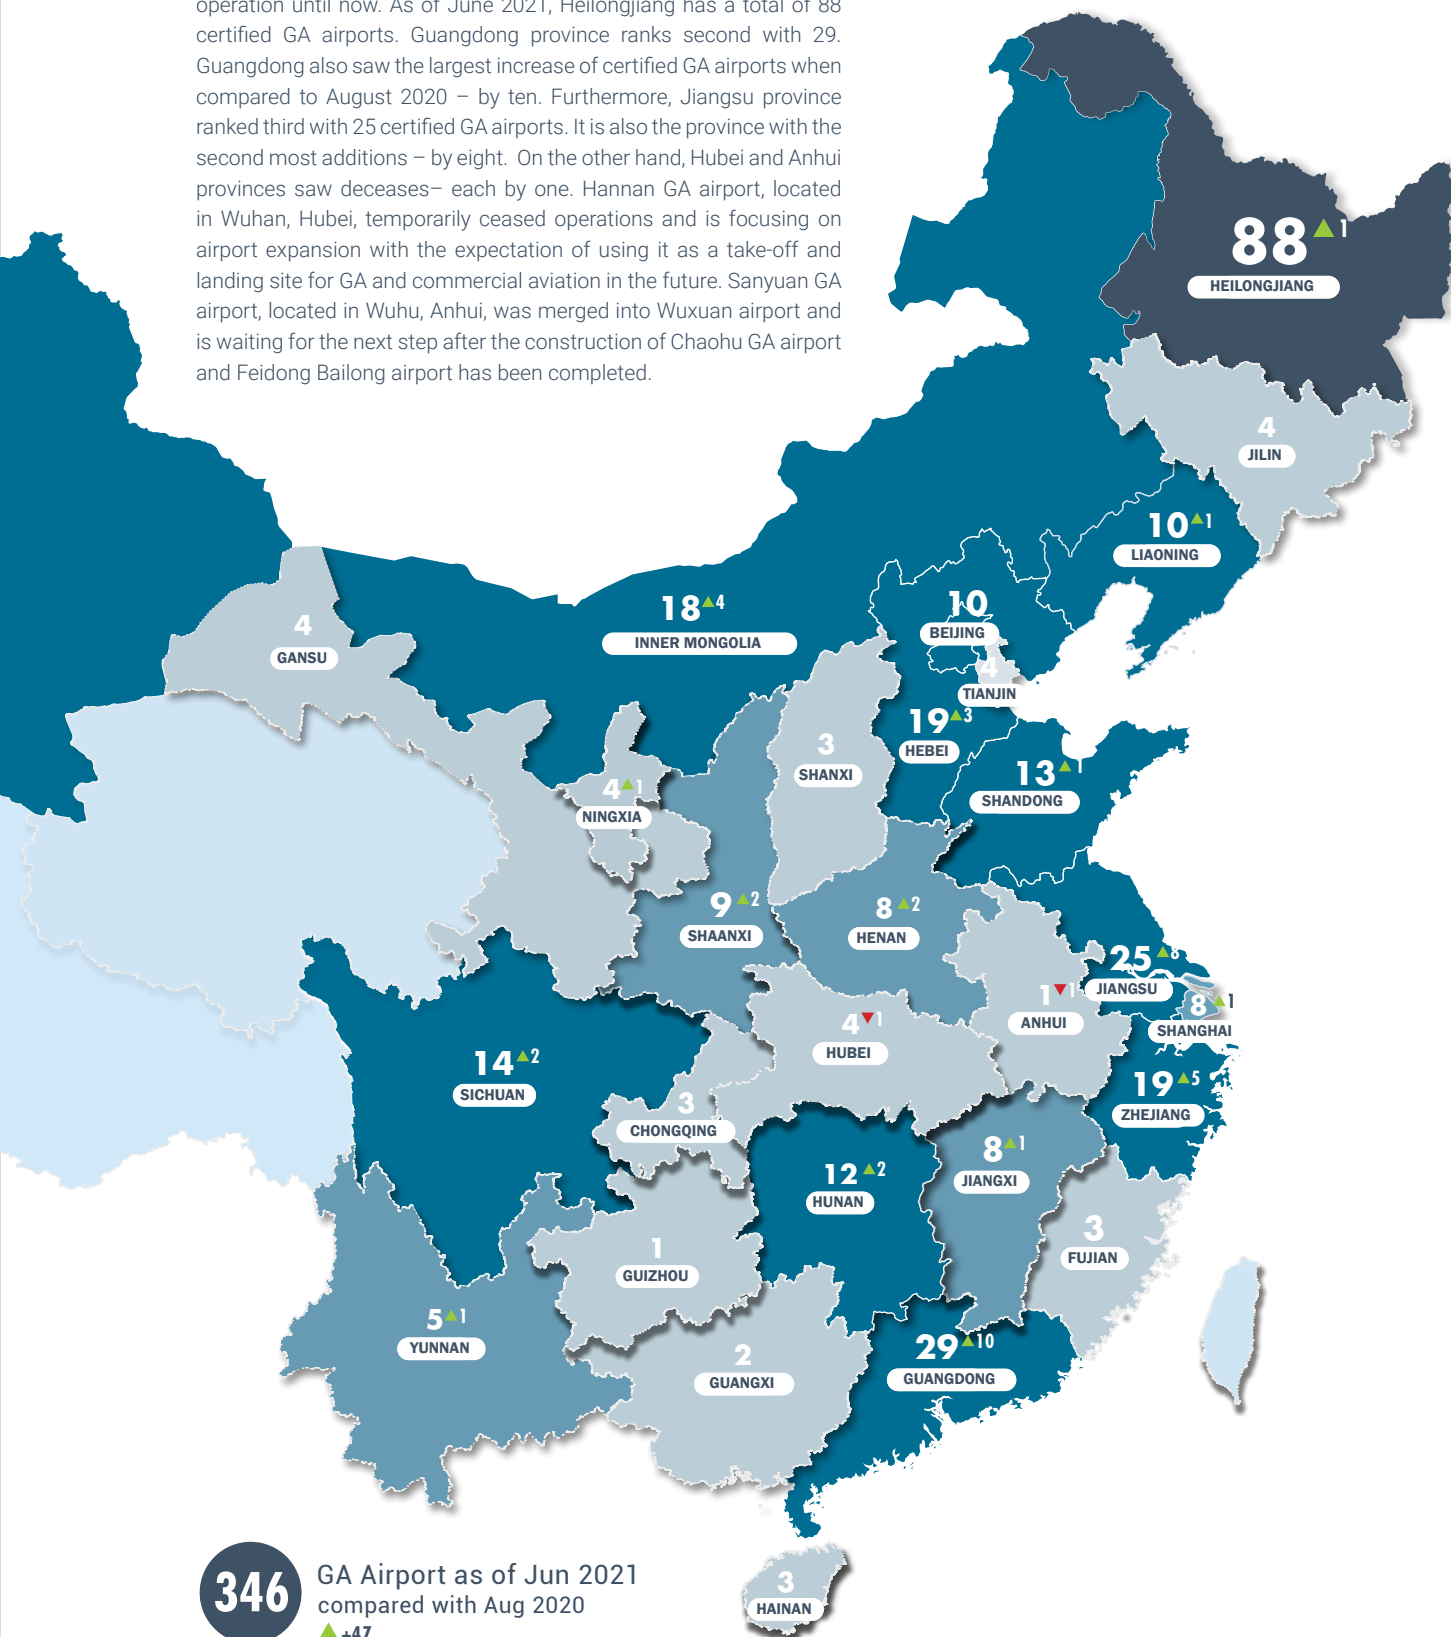 operation until now. As of June 2021, Heilongjiang has a total of 88
certified GA airports. Guangdong province ranks second with 29.
Guangdong also saw the largest increase of certified GA airports when
compared to August 2020 – by ten. Furthermore, Jiangsu province
ranked third with 25 certified GA airports. It is also the province with the
second most additions – by eight. On the other hand, Hubei and Anhui
provinces saw deceases– each by one. Hannan GA airport, located
in Wuhan, Hubei, temporarily ceased operations and is focusing on
airport expansion with the expectation of using it as a take-off and
landing site for GA and commercial aviation in the future. Sanyuan GA
airport, located in Wuhu, Anhui, was merged into Wuxuan airport and
is waiting for the next step after the construction of Chaohu GA airport
and Feidong Bailong airport has been completed.
88▲1
HEILONGJIANG
4
JILIN
10▲1
LIAONING
18▲4
INNER MONGOLIA
10
BEIJING
4
TIANJIN
4
GANSU
19▲3
HEBEI
3
SHANXI
13▲1
SHANDONG
4▲1
NINGXIA
9▲2
SHAANXI
8▲2
HENAN
25▲8
JIANGSU
1▼1
ANHUI
8▲1
SHANGHAI
4▼1
HUBEI
14▲2
SICHUAN
19▲5
ZHEJIANG
3
CHONGQING
8▲1
JIANGXI
12▲2
HUNAN
3
FUJIAN
1
GUIZHOU
5▲1
YUNNAN
29▲10
GUANGDONG
2
GUANGXI
3
HAINAN
346
GA Airport as of Jun 2021
compared with Aug 2020
▲+47